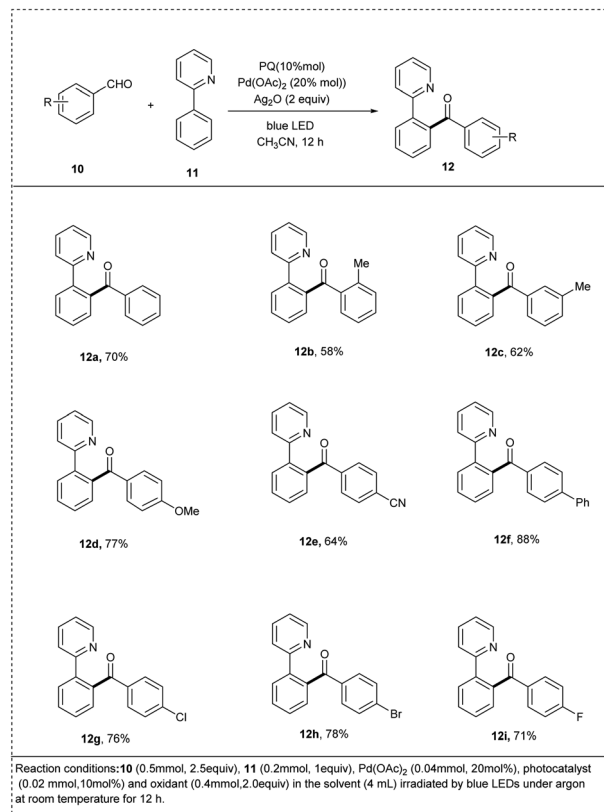 CHO
R
+
N
PQ(10%mol)
Pd(OAc)₂ (20% mol))
Ag₂O (2 equiv)
blue LED
CH₃CN, 12 h
N
O
R
10
11
12
N
O
12a, 70%
N
O
Me
12b, 58%
N
O
Me
12c, 62%
N
O
OMe
12d, 77%
N
O
CN
12e, 64%
N
O
Ph
12f, 88%
N
O
Cl
12g, 76%
N
O
Br
12h, 78%
N
O
F
12i, 71%
Reaction conditions:10 (0.5mmol, 2.5equiv), 11 (0.2mmol, 1equiv), Pd(OAc)₂ (0.04mmol, 20mol%), photocatalyst
(0.02 mmol,10mol%) and oxidant (0.4mmol,2.0equiv) in the solvent (4 mL) irradiated by blue LEDs under argon
at room temperature for 12 h.